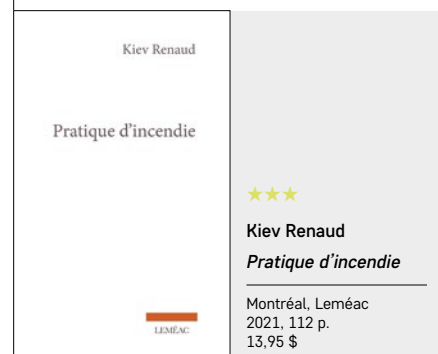 Kiev Renaud
Pratique d'incendie
LEMÉAC
★★★
Kiev Renaud
Pratique d'incendie
Montréal, Leméac
2021, 112 p.
13,95 $